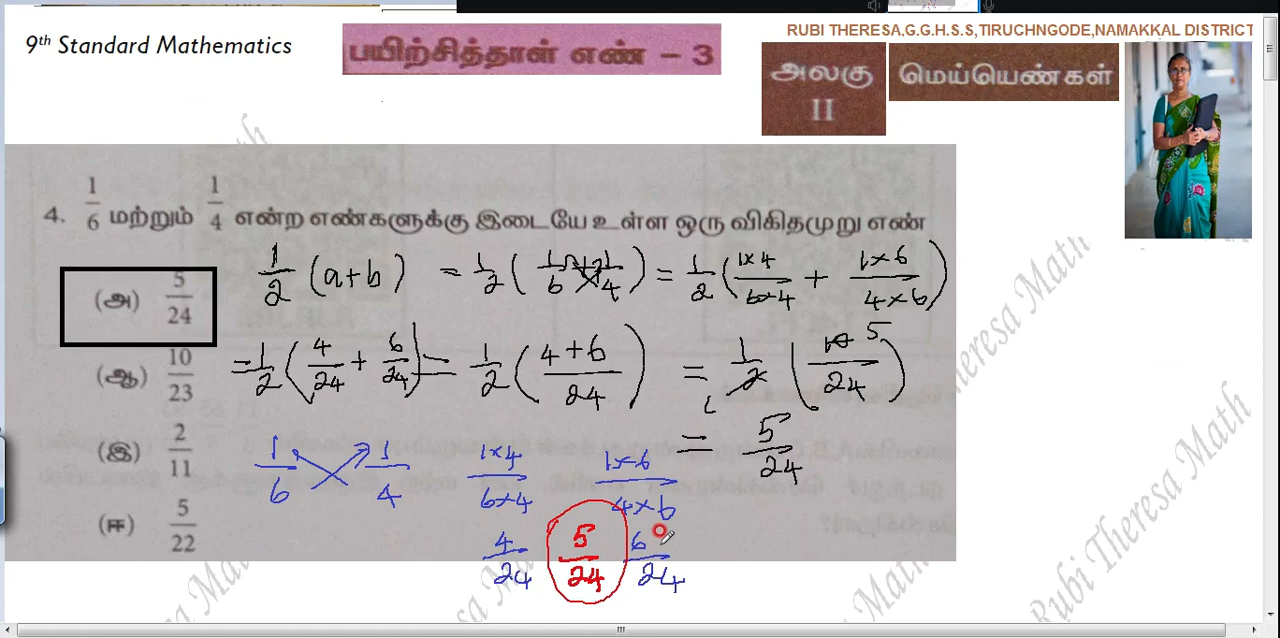 RUBI THERESA,G.G.H.S.S,TIRUCHNGODE,NAMAKKAL DISTRICT
9th Standard Mathematics
பயிற்சித்தாள் எண் - 3
அலகு II
மெய்யெண்கள்
4. 1/6 மற்றும் 1/4 என்ற எண்களுக்கு இடையே உள்ள ஒரு விகிதமுறு எண்
(அ) 5/24
(ஆ) 10/23
(இ) 2/11
(ஈ) 5/22
1/2 (a+b) = 1/2 ( 1/6 + 1/4 ) = 1/2 ( 1×4/6×4 + 1×6/4×6 )
= 1/2 ( 4/24 + 6/24 ) = 1/2 ( 4+6/24 ) = 1/2 ( 10/24 ) 5
= 5/24
1/6 1/4 1×4/6×4 1×6/4×6
4/24 5/24 6/24
Rubi Theresa Math
Theresa Math